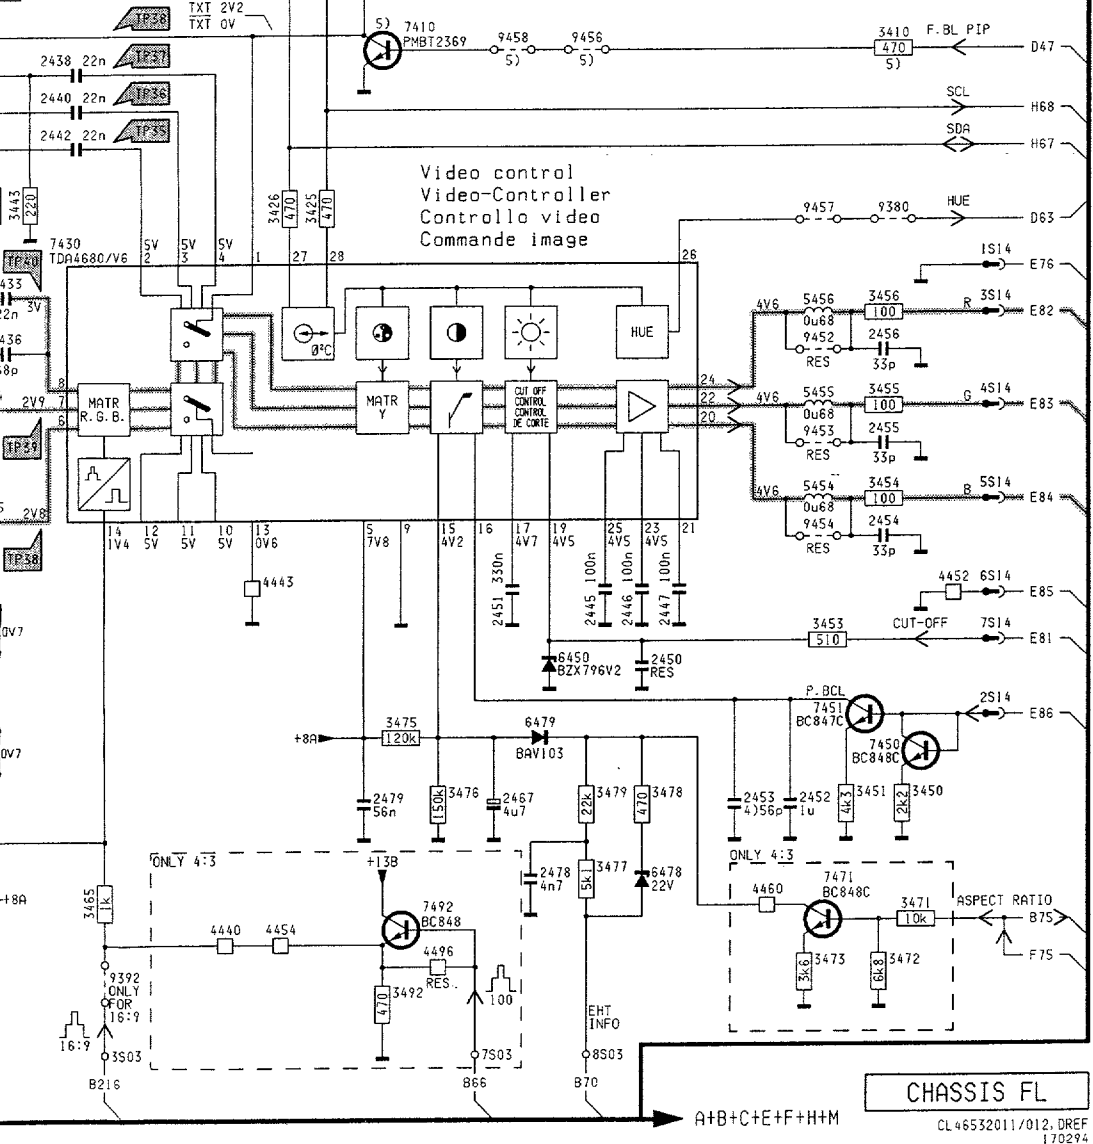 TP38
TXT 2V2
TXT 0V
5)
7410
PMBT2369
9458
5)
9456
5)
3410
470
5)
F.BL PIP
D47
2438 22n
TP37
2440 22n
TP36
2442 22n
TP35
SCL
H68
SDA
H67
3443
220
3426
470
3425
470
Video control
Video-Controller
Controllo video
Commande image
9457
9380
HUE
D63
TP40
7430
TDA4680/V6
5V
2
5V
3
5V
4
1
27
28
26
1S14
E76
433
22n
3V
436
68p
0°C
HUE
4V6
5456
0u68
9452
RES
3456
100
2456
33p
R
3S14
E82
8
7
6
2V9
TP39
MATR
R.G.B.
MATR
Y
CUT OFF
CONTROL
CONTROL
DE CORTE
24
22
20
4V6
5455
0u68
9453
RES
3455
100
2455
33p
G
4S14
E83
2V8
TP38
4V6
5454
0u68
9454
RES
3454
100
2454
33p
B
5S14
E84
14
1V4
12
5V
11
5V
10
5V
13
0V6
5
7V8
9
15
4V2
16
17
4V7
19
4V5
25
4V5
23
4V5
21
4443
2451 330n
2445 100n
2446 100n
2447 100n
4452
6S14
E85
0V7
3453
510
CUT-OFF
7S14
E81
6450
BZX796V2
2450
RES
P.BCL
7451
BC847C
2S14
E86
7450
BC848C
0V7
+8A
3475
120k
6479
BAV103
2479
56n
150k
3476
2467
4u7
22k
3479
470
3478
2453
4)56p
2452
1u
4k3
3451
2k2
3450
ONLY 4:3
+13B
2478
4n7
5k1
3477
6478
22V
ONLY 4:3
4460
7471
BC848C
3471
10k
ASPECT RATIO
B75
F75
+8A
3465
1k
4440
4454
7492
BC848
4496
RES.
3k6
3473
6k8
3472
9392
ONLY
FOR
16:9
470
3492
100
EHT
INFO
16:9
3S03
7S03
8S03
B216
B66
B70
CHASSIS FL
A+B+C+E+F+H+M
CL46532011/012,DREF
170294